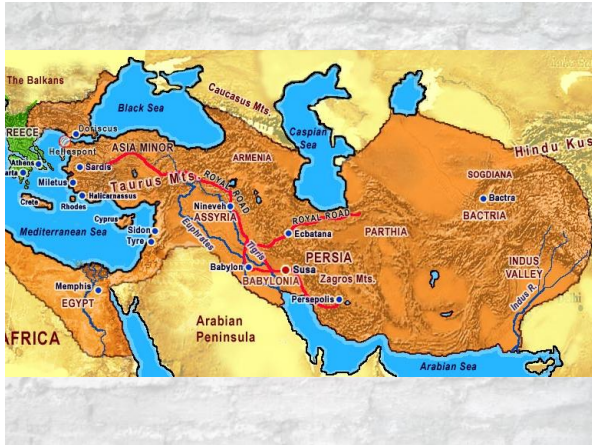 The Balkans
Black Sea
Caucasus Mts.
Caspian
Sea
Hindu Kus
REECE
Doriscus
Hellespont
ASIA MINOR
ARMENIA
SOGDIANA
Athens
arta
Sardis
Taurus Mts.
ROYAL ROAD
Miletus
Halicarnassus
Nineveh
ASSYRIA
ROYAL ROAD
Bactra
BACTRIA
Crete
Rhodes
Cyprus
Euphrates
Tigris
Ecbatana
PARTHIA
Mediterranean Sea
Sidon
Tyre
PERSIA
Babylon
Susa
BABYLONIA
Zagros Mts.
INDUS
VALLEY
Memphis
EGYPT
Persepolis
Indus R.
Arabian
Peninsula
AFRICA
Arabian Sea